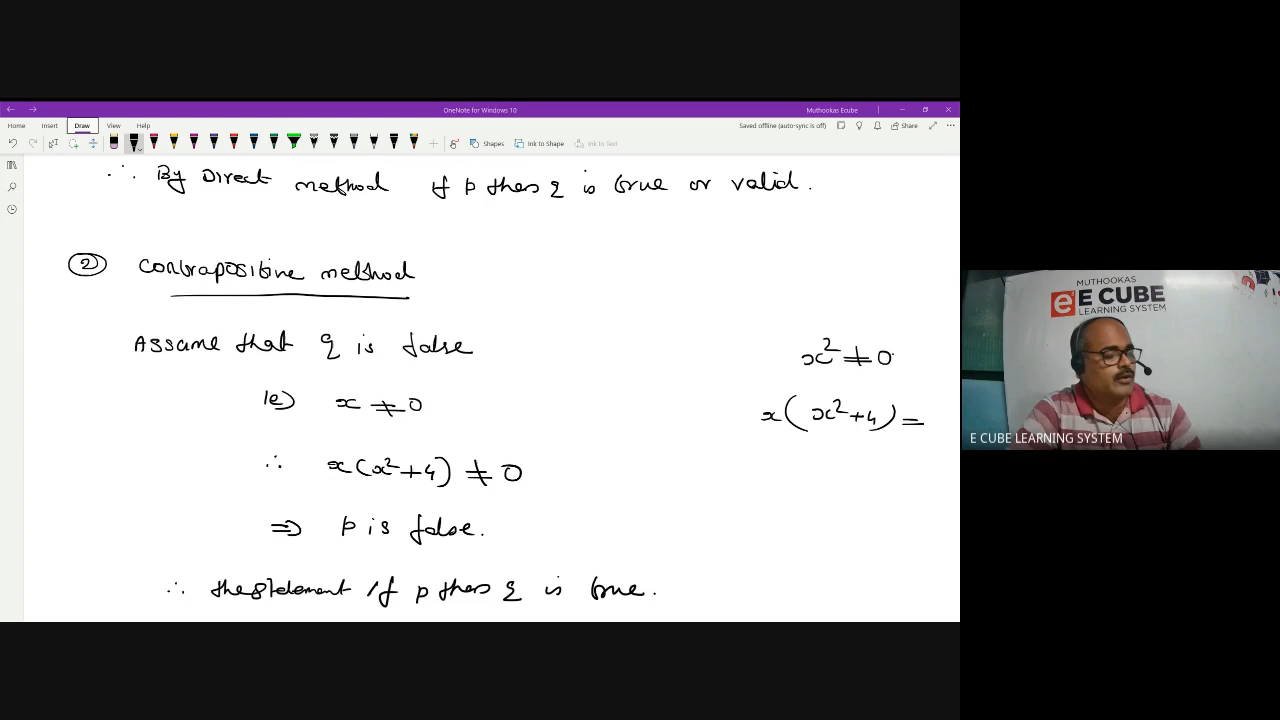 OneNote for Windows 10
Muthookas Ecube
Home Insert Draw View Help
Saved offline (auto-sync is off)
Share
Shapes
Ink to Shape
Ink to Text
∴ By Direct method if p then q is true or valid.
② Contrapositive method
Assume that q is false
ie) x ≠ 0
∴ x(x²+4) ≠ 0
⇒ p is false.
∴ the statement if p then q is true.
x² ≠ 0
x(x²+4) =
MUTHOOKAS
e³ E CUBE
LEARNING SYSTEM
E CUBE LEARNING SYSTEM